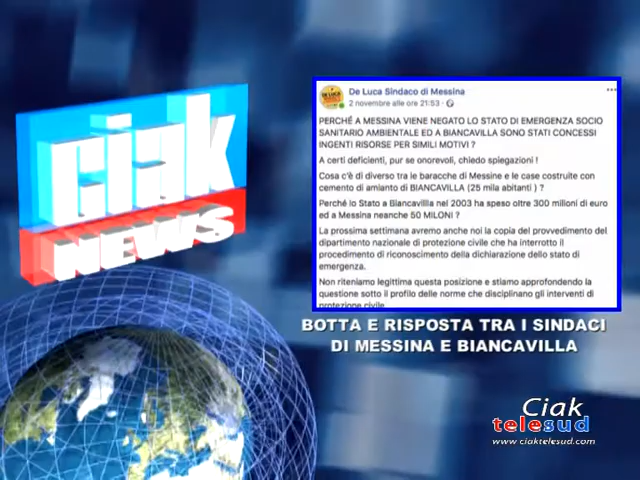 ciak
NEWS
De Luca Sindaco di Messina
2 novembre alle ore 21:53 ·
PERCHÉ A MESSINA VIENE NEGATO LO STATO DI EMERGENZA SOCIO
SANITARIO AMBIENTALE ED A BIANCAVILLA SONO STATI CONCESSI
INGENTI RISORSE PER SIMILI MOTIVI ?
A certi deficienti, pur se onorevoli, chiedo spiegazioni !
Cosa c'è di diverso tra le baracche di Messine e le case costruite con
cemento di amianto di BIANCAVILLA (25 mila abitanti ) ?
Perché lo Stato a Biancavillla nel 2003 ha speso oltre 300 milioni di euro
ed a Messina neanche 50 MILONI ?
La prossima settimana avremo anche noi la copia del provvedimento del
dipartimento nazionale di protezione civile che ha interrotto il
procedimento di riconoscimento della dichiarazione dello stato di
emergenza.
Non riteniamo legittima questa posizione e stiamo approfondendo la
questione sotto il profilo delle norme che disciplinano gli interventi di
protezione civile
BOTTA E RISPOSTA TRA I SINDACI
DI MESSINA E BIANCAVILLA
Ciak
telesud
www.ciaktelesud.com